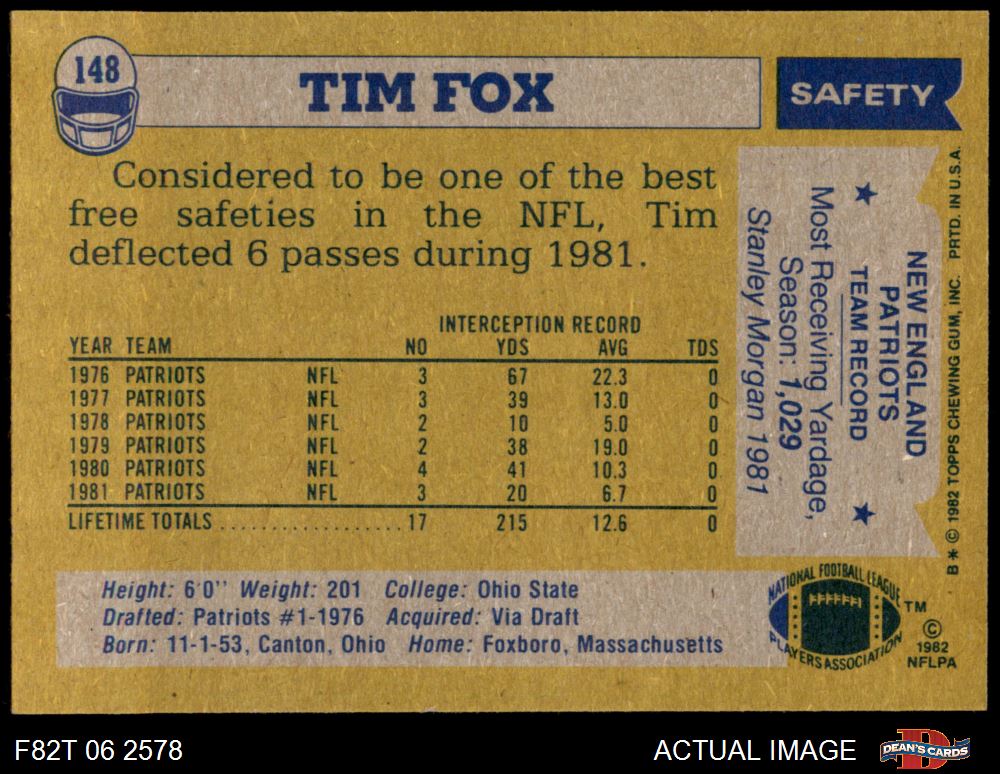 148
TIM FOX
SAFETY
Considered to be one of the best
free safeties in the NFL, Tim
deflected 6 passes during 1981.
INTERCEPTION RECORD
YEAR TEAM NO YDS AVG TDS
1976 PATRIOTS NFL 3 67 22.3 0
1977 PATRIOTS NFL 3 39 13.0 0
1978 PATRIOTS NFL 2 10 5.0 0
1979 PATRIOTS NFL 2 38 19.0 0
1980 PATRIOTS NFL 4 41 10.3 0
1981 PATRIOTS NFL 3 20 6.7 0
LIFETIME TOTALS.................17 215 12.6 0
Height: 6'0" Weight: 201 College: Ohio State
Drafted: Patriots #1-1976 Acquired: Via Draft
Born: 11-1-53, Canton, Ohio Home: Foxboro, Massachusetts
NEW ENGLAND
PATRIOTS
★ TEAM RECORD ★
Most Receiving Yardage,
Season: 1,029
Stanley Morgan 1981
B * © 1982 TOPPS CHEWING GUM, INC. PRTD. IN U.S.A.
NATIONAL FOOTBALL LEAGUE
PLAYERS ASSOCIATION
TM
©
1982
NFLPA
F82T 06 2578
ACTUAL IMAGE
DEAN'S CARDS